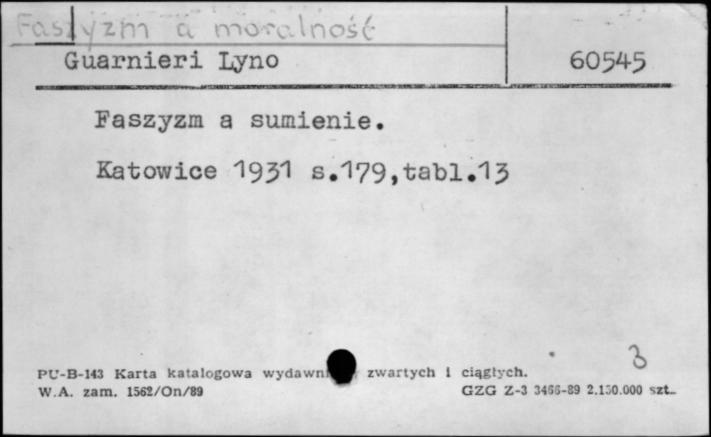 Faszyzm a moralność
Guarnieri Lyno 60545
Faszyzm a sumienie.
Katowice 1931 s.179,tabl.13
3
PU-B-143 Karta katalogowa wydawn zwartych i ciągłych.
W.A. zam. 1562/On/89 GZG Z-3 3466-89 2.150.000 szt.